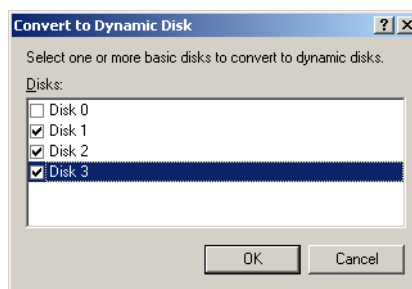 Convert to Dynamic Disk
Select one or more basic disks to convert to dynamic disks.
Disks:
Disk 0
Disk 1
Disk 2
Disk 3
OK Cancel